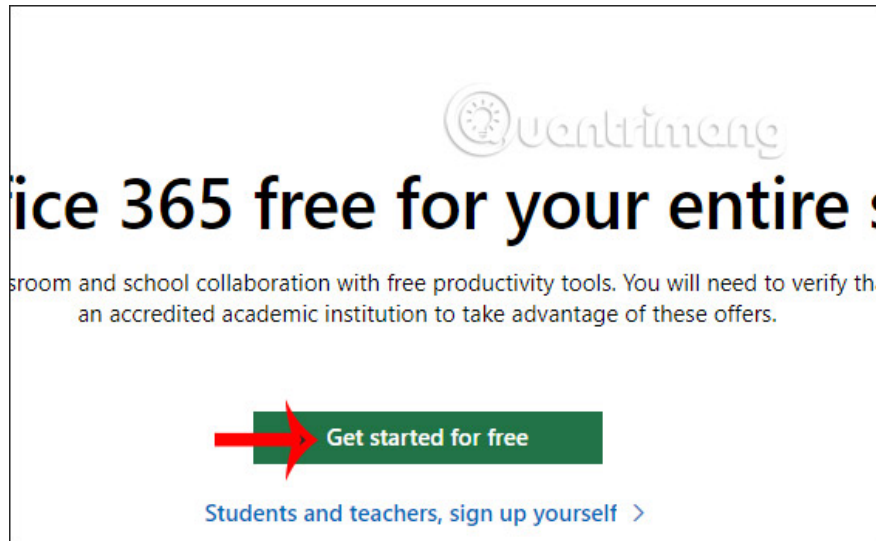 Quantrimang
ice 365 free for your entire
sroom and school collaboration with free productivity tools. You will need to verify tha
an accredited academic institution to take advantage of these offers.
Get started for free
Students and teachers, sign up yourself >